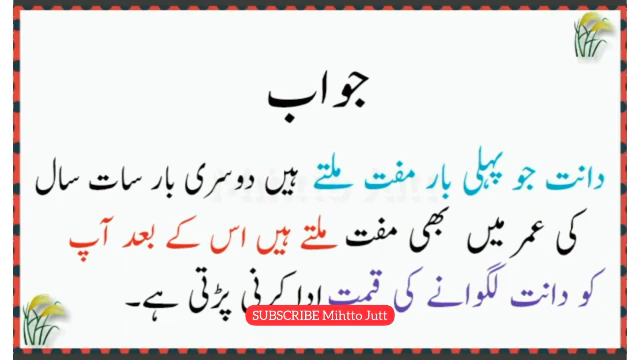 جواب
دانت جو پہلی بار مفت ملتے ہیں دوسری بار سات سال
کی عمر میں بھی مفت ملتے ہیں اس کے بعد آپ
کو دانت لگوانے کی قیمت ادا کرنی پڑتی ہے۔
SUBSCRIBE Mihtto Jutt